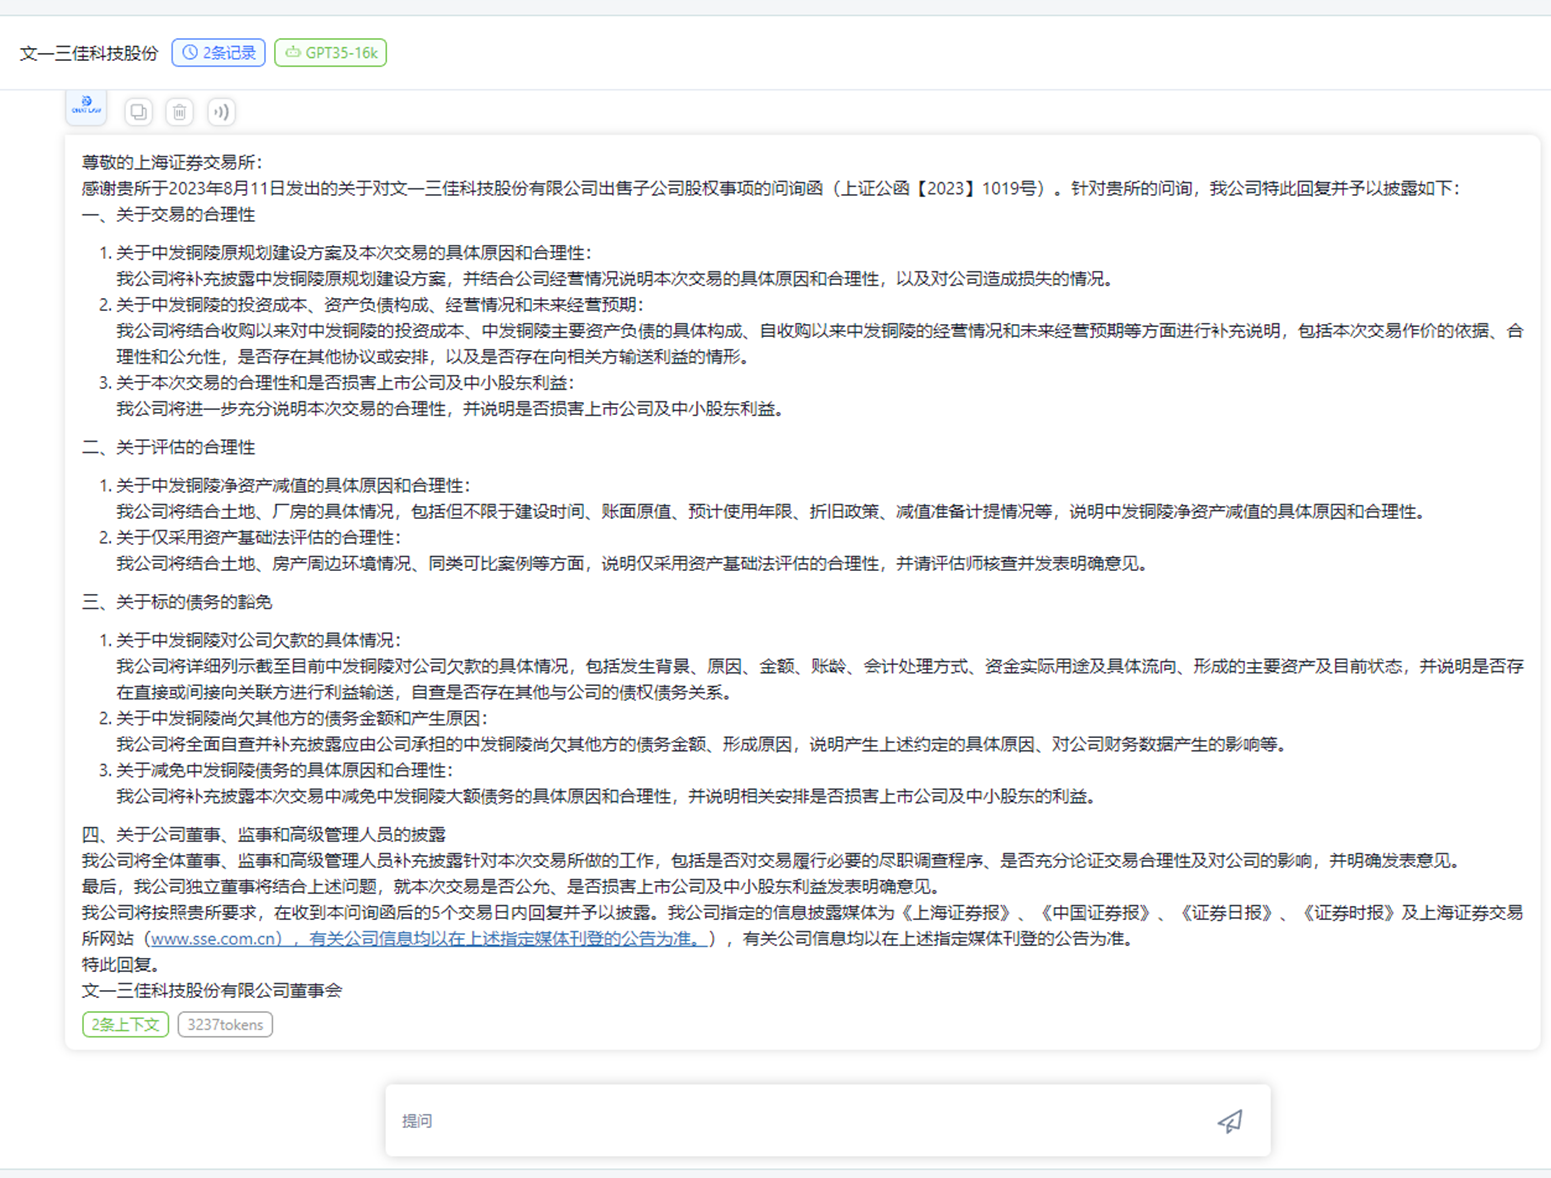 文一三佳科技股份 2条记录 GPT35-16k
尊敬的上海证券交易所：
感谢贵所于2023年8月11日发出的关于对文一三佳科技股份有限公司出售子公司股权事项的问询函（上证公函【2023】1019号）。针对贵所的问询，我公司特此回复并予以披露如下：
一、关于交易的合理性
1. 关于中发铜陵原规划建设方案及本次交易的具体原因和合理性：
我公司将补充披露中发铜陵原规划建设方案，并结合公司经营情况说明本次交易的具体原因和合理性，以及对公司造成损失的情况。
2. 关于中发铜陵的投资成本、资产负债构成、经营情况和未来经营预期：
我公司将结合收购以来对中发铜陵的投资成本、中发铜陵主要资产负债的具体构成、自收购以来中发铜陵的经营情况和未来经营预期等方面进行补充说明，包括本次交易作价的依据、合
理性和公允性，是否存在其他协议或安排，以及是否存在向相关方输送利益的情形。
3. 关于本次交易的合理性和是否损害上市公司及中小股东利益：
我公司将进一步充分说明本次交易的合理性，并说明是否损害上市公司及中小股东利益。
二、关于评估的合理性
1. 关于中发铜陵净资产减值的具体原因和合理性：
我公司将结合土地、厂房的具体情况，包括但不限于建设时间、账面原值、预计使用年限、折旧政策、减值准备计提情况等，说明中发铜陵净资产减值的具体原因和合理性。
2. 关于仅采用资产基础法评估的合理性：
我公司将结合土地、房产周边环境情况、同类可比案例等方面，说明仅采用资产基础法评估的合理性，并请评估师核查并发表明确意见。
三、关于标的债务的豁免
1. 关于中发铜陵对公司欠款的具体情况：
我公司将详细列示截至目前中发铜陵对公司欠款的具体情况，包括发生背景、原因、金额、账龄、会计处理方式、资金实际用途及具体流向、形成的主要资产及目前状态，并说明是否存
在直接或间接向关联方进行利益输送，自查是否存在其他与公司的债权债务关系。
2. 关于中发铜陵尚欠其他方的债务金额和产生原因：
我公司将全面自查并补充披露应由公司承担的中发铜陵尚欠其他方的债务金额、形成原因，说明产生上述约定的具体原因、对公司财务数据产生的影响等。
3. 关于减免中发铜陵债务的具体原因和合理性：
我公司将补充披露本次交易中减免中发铜陵大额债务的具体原因和合理性，并说明相关安排是否损害上市公司及中小股东的利益。
四、关于公司董事、监事和高级管理人员的披露
我公司将全体董事、监事和高级管理人员补充披露针对本次交易所做的工作，包括是否对交易履行必要的尽职调查程序、是否充分论证交易合理性及对公司的影响，并明确发表意见。
最后，我公司独立董事将结合上述问题，就本次交易是否公允、是否损害上市公司及中小股东利益发表明确意见。
我公司将按照贵所要求，在收到本问询函后的5个交易日内回复并予以披露。我公司指定的信息披露媒体为《上海证券报》、《中国证券报》、《证券日报》、《证券时报》及上海证券交易
所网站（www.sse.com.cn），有关公司信息均以在上述指定媒体刊登的公告为准。），有关公司信息均以在上述指定媒体刊登的公告为准。
特此回复。
文一三佳科技股份有限公司董事会
2条上下文 3237tokens
提问